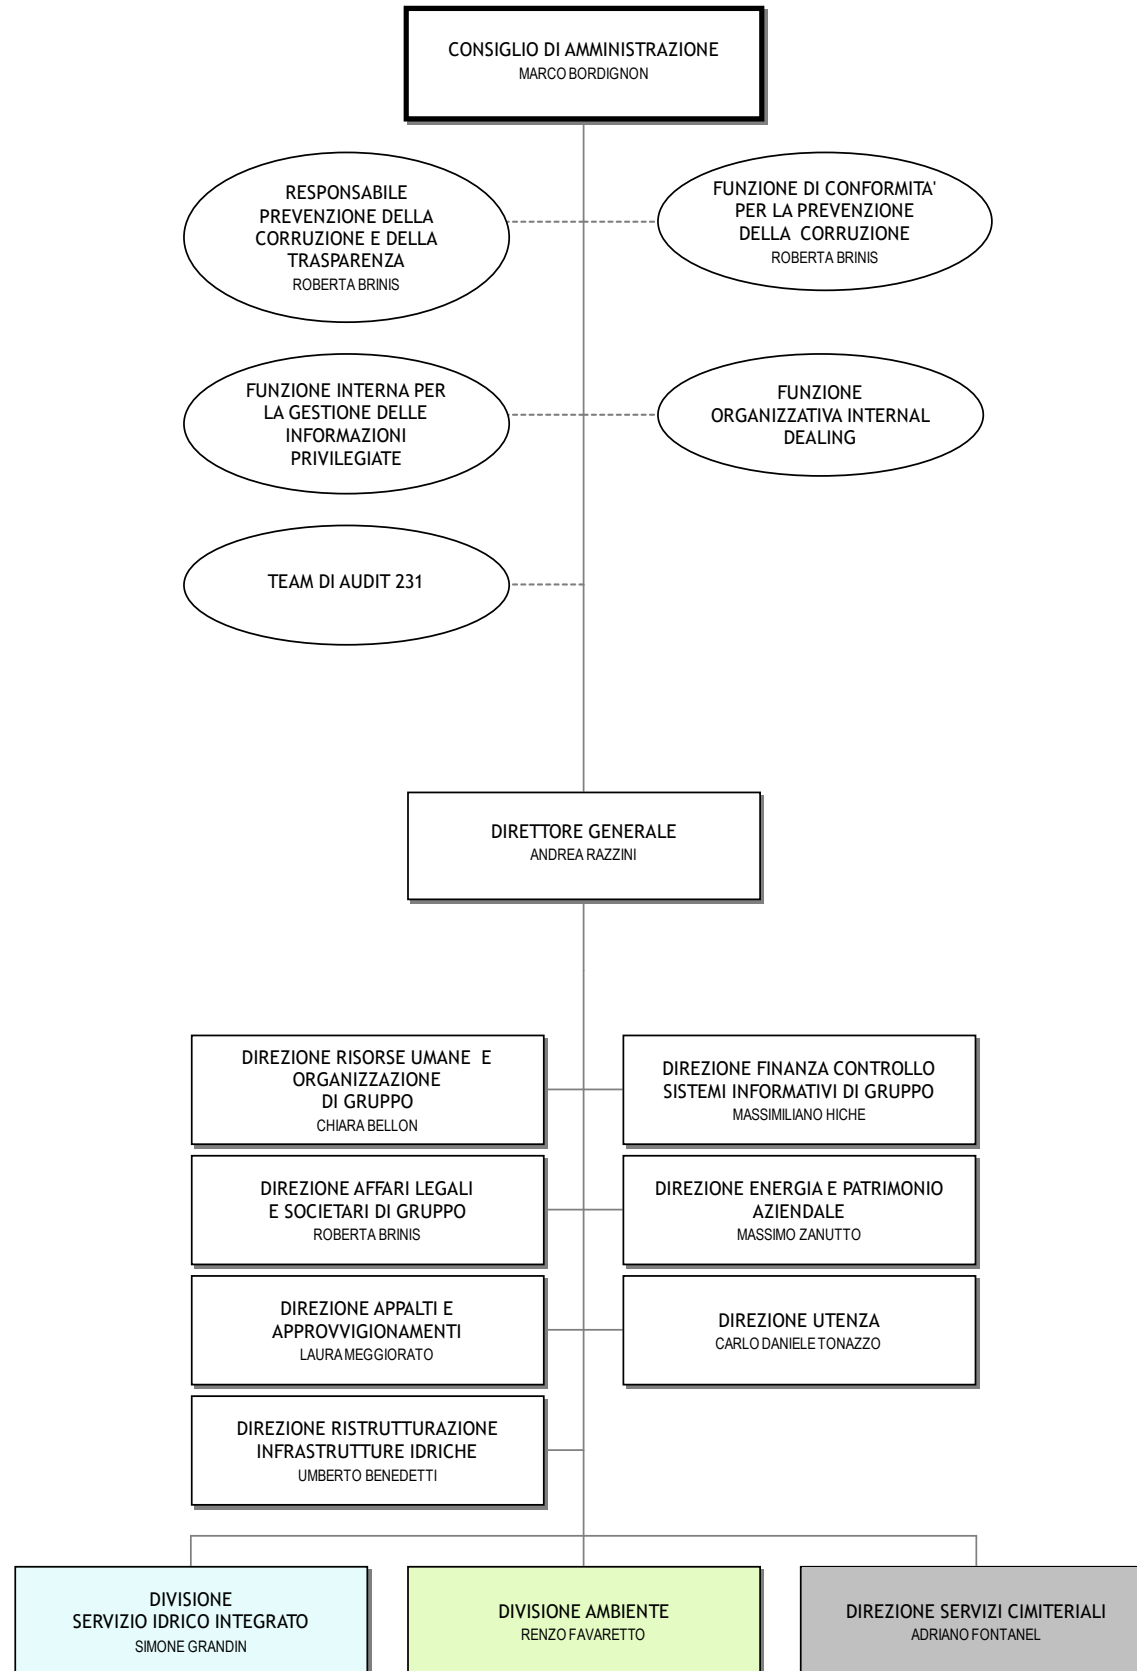 CONSIGLIO DI AMMINISTRAZIONE
MARCO BORDIGNON
RESPONSABILE
PREVENZIONE DELLA
CORRUZIONE E DELLA
TRASPARENZA
ROBERTA BRINIS
FUNZIONE DI CONFORMITA'
PER LA PREVENZIONE
DELLA CORRUZIONE
ROBERTA BRINIS
FUNZIONE INTERNA PER
LA GESTIONE DELLE
INFORMAZIONI
PRIVILEGIATE
FUNZIONE
ORGANIZZATIVA INTERNAL
DEALING
TEAM DI AUDIT 231
DIRETTORE GENERALE
ANDREA RAZZINI
DIREZIONE RISORSE UMANE E
ORGANIZZAZIONE
DI GRUPPO
CHIARA BELLON
DIREZIONE FINANZA CONTROLLO
SISTEMI INFORMATIVI DI GRUPPO
MASSIMILIANO HICHE
DIREZIONE AFFARI LEGALI
E SOCIETARI DI GRUPPO
ROBERTA BRINIS
DIREZIONE ENERGIA E PATRIMONIO
AZIENDALE
MASSIMO ZANUTTO
DIREZIONE APPALTI E
APPROVVIGIONAMENTI
LAURA MEGGIORATO
DIREZIONE UTENZA
CARLO DANIELE TONAZZO
DIREZIONE RISTRUTTURAZIONE
INFRASTRUTTURE IDRICHE
UMBERTO BENEDETTI
DIVISIONE
SERVIZIO IDRICO INTEGRATO
SIMONE GRANDIN
DIVISIONE AMBIENTE
RENZO FAVARETTO
DIREZIONE SERVIZI CIMITERIALI
ADRIANO FONTANEL